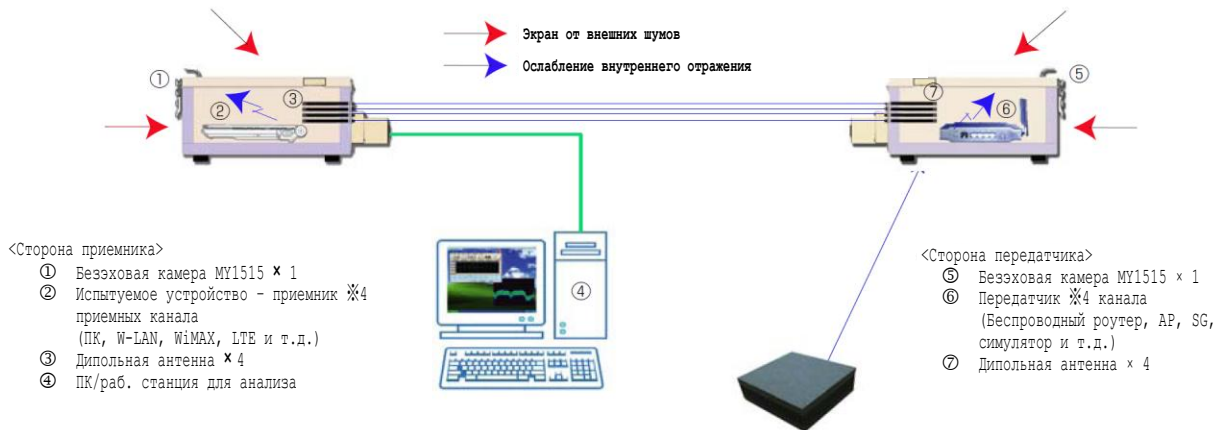 Экран от внешних шумов
Ослабление внутреннего отражения
①
②
③
④
⑤
⑥
⑦
<Сторона приемника>
① Безэховая камера MY1515 × 1
② Испытуемое устройство - приемник ※4
приемных канала
(ПК, W-LAN, WiMAX, LTE и т.д.)
③ Дипольная антенна × 4
④ ПК/раб. станция для анализа
<Сторона передатчика>
⑤ Безэховая камера MY1515 × 1
⑥ Передатчик ※4 канала
(Беспроводный роутер, AP, SG,
симулятор и т.д.)
⑦ Дипольная антенна × 4